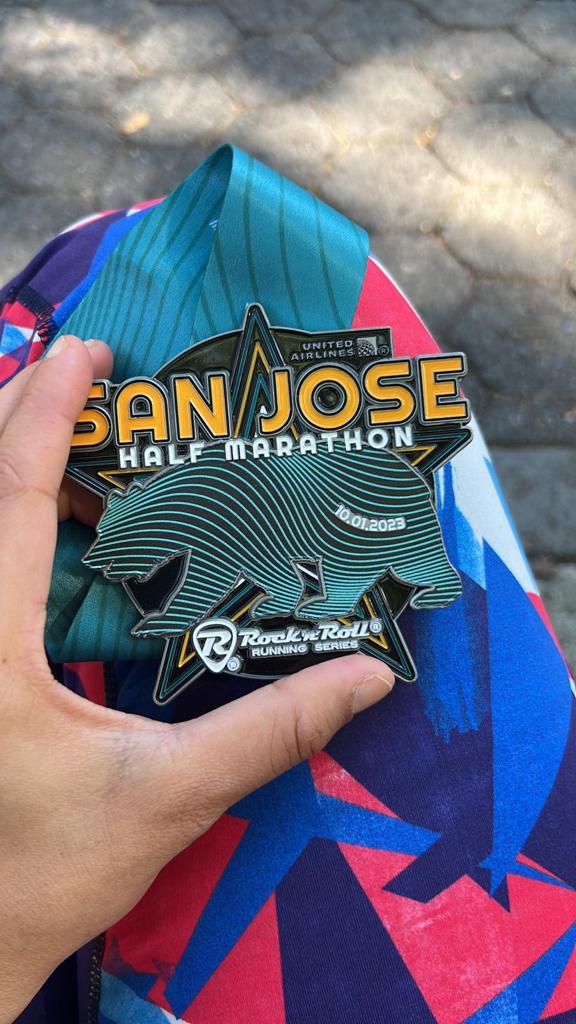 UNITED
AIRLINES®
SAN JOSE
HALF MARATHON
10.01.2023
R® Rock'n'Roll®
RUNNING SERIES